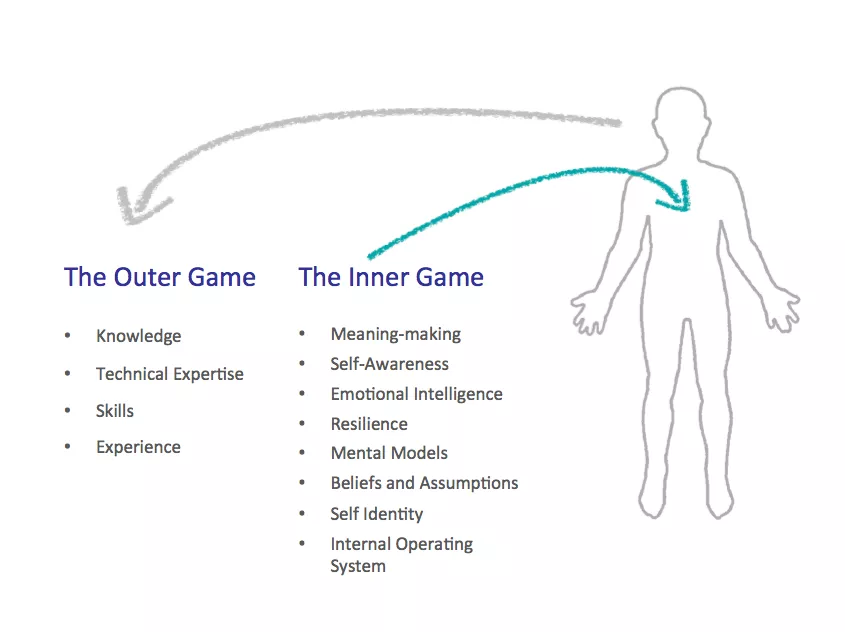 The Outer Game
• Knowledge
• Technical Expertise
• Skills
• Experience
The Inner Game
• Meaning-making
• Self-Awareness
• Emotional Intelligence
• Resilience
• Mental Models
• Beliefs and Assumptions
• Self Identity
• Internal Operating
System